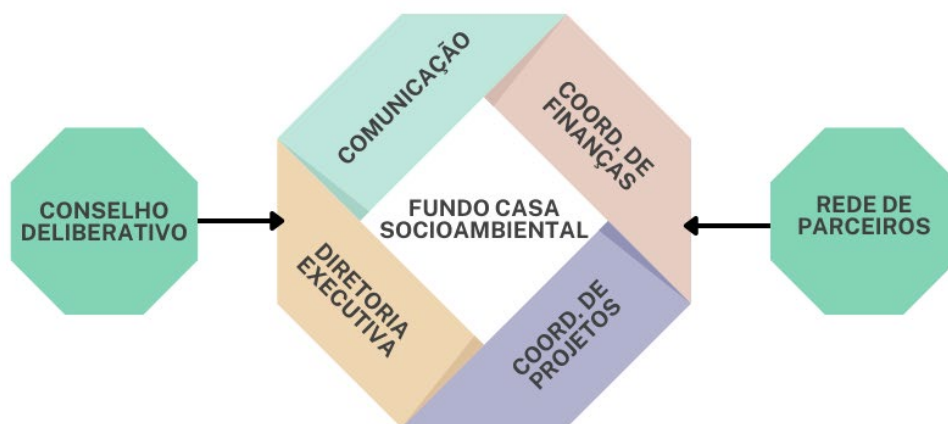 COMUNICAÇÃO
COORD. DE
FINANÇAS
CONSELHO
DELIBERATIVO
FUNDO CASA
SOCIOAMBIENTAL
REDE DE
PARCEIROS
DIRETORIA
EXECUTIVA
COORD. DE
PROJETOS